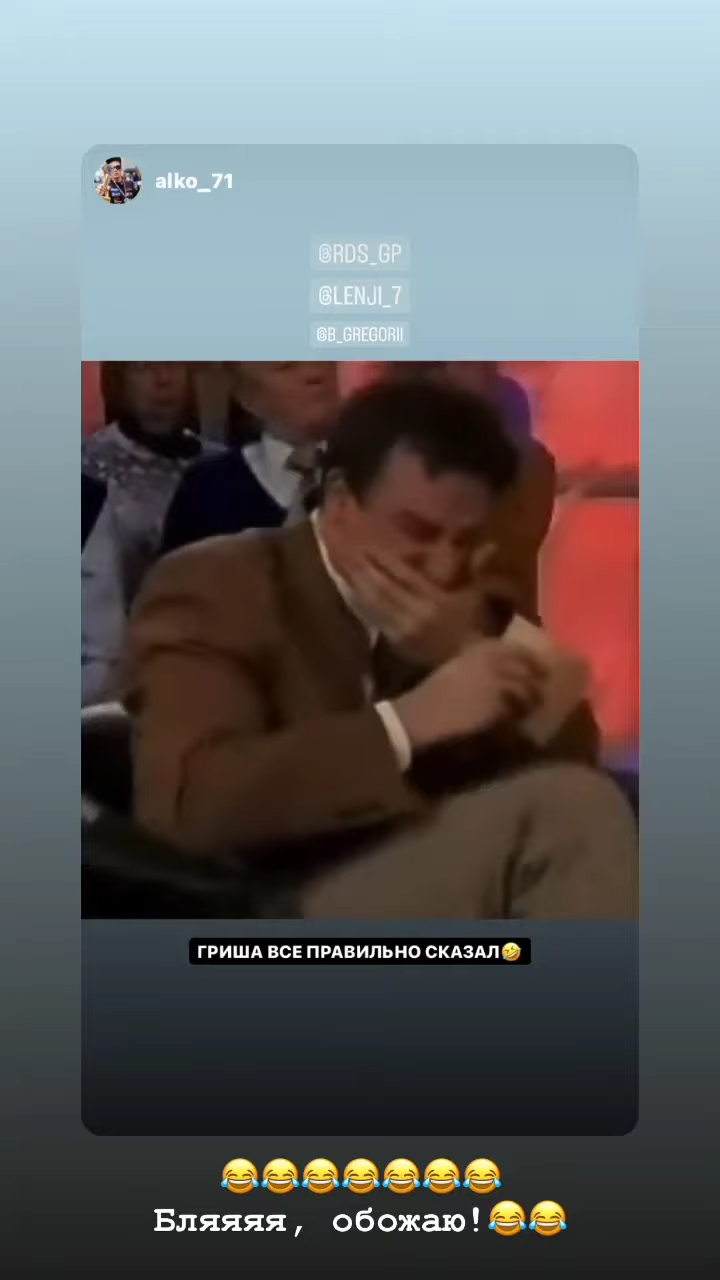 alko_71
@RDS_GP
@LENJI_7
@B_GREGORII
ГРИША ВСЕ ПРАВИЛЬНО СКАЗАЛ🤣
😂😂😂😂😂😂😂
Бляяяя, обожаю!😂😂